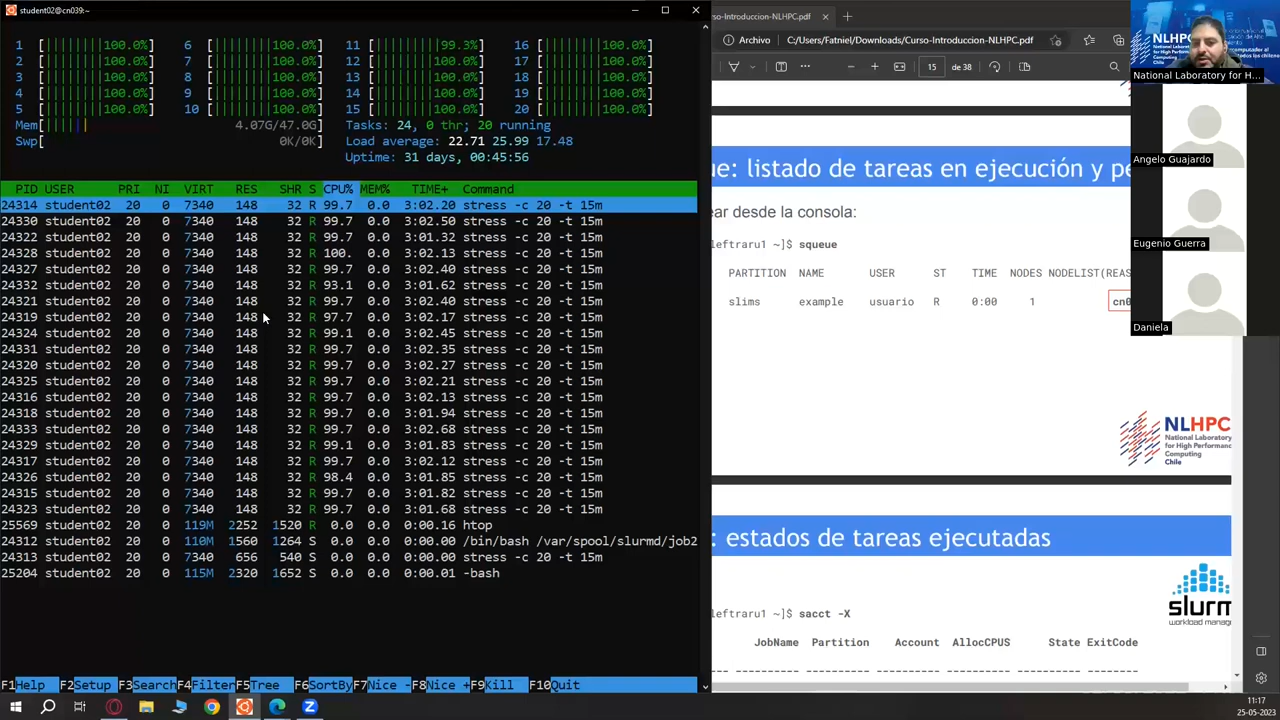 student02@cn039:~
1 [||||||||100.0%] 6 [||||||||100.0%] 11 [||||||||99.3%] 16 [||||||||100.0%]
2 [||||||||100.0%] 7 [||||||||100.0%] 12 [||||||||100.0%] 17 [||||||||100.0%]
3 [||||||||100.0%] 8 [||||||||100.0%] 13 [||||||||100.0%] 18 [||||||||100.0%]
4 [||||||||100.0%] 9 [||||||||100.0%] 14 [||||||||100.0%] 19 [||||||||100.0%]
5 [||||||||100.0%] 10 [||||||||100.0%] 15 [||||||||100.0%] 20 [||||||||100.0%]
Mem[||||| 4.07G/47.0G] Tasks: 24, 0 thr; 20 running
Swp[ 0K/0K] Load average: 22.71 25.99 17.48
Uptime: 31 days, 00:45:56
PID USER PRI NI VIRT RES SHR S CPU% MEM% TIME+ Command
24314 student02 20 0 7340 148 32 R 99.7 0.0 3:02.20 stress -c 20 -t 15m
24330 student02 20 0 7340 148 32 R 99.7 0.0 3:02.50 stress -c 20 -t 15m
24322 student02 20 0 7340 148 32 R 99.7 0.0 3:01.32 stress -c 20 -t 15m
24328 student02 20 0 7340 148 32 R 100. 0.0 3:02.13 stress -c 20 -t 15m
24327 student02 20 0 7340 148 32 R 99.7 0.0 3:02.40 stress -c 20 -t 15m
24332 student02 20 0 7340 148 32 R 93.1 0.0 3:01.62 stress -c 20 -t 15m
24321 student02 20 0 7340 148 32 R 99.7 0.0 3:02.40 stress -c 20 -t 15m
24319 student02 20 0 7340 148 32 R 97.7 0.0 3:02.17 stress -c 20 -t 15m
24324 student02 20 0 7340 148 32 R 99.1 0.0 3:02.45 stress -c 20 -t 15m
24331 student02 20 0 7340 148 32 R 99.7 0.0 3:02.35 stress -c 20 -t 15m
24320 student02 20 0 7340 148 32 R 99.7 0.0 3:02.27 stress -c 20 -t 15m
24325 student02 20 0 7340 148 32 R 99.7 0.0 3:02.21 stress -c 20 -t 15m
24316 student02 20 0 7340 148 32 R 99.7 0.0 3:02.13 stress -c 20 -t 15m
24318 student02 20 0 7340 148 32 R 99.7 0.0 3:01.94 stress -c 20 -t 15m
24333 student02 20 0 7340 148 32 R 99.7 0.0 3:02.68 stress -c 20 -t 15m
24329 student02 20 0 7340 148 32 R 99.1 0.0 3:01.83 stress -c 20 -t 15m
24317 student02 20 0 7340 148 32 R 99.7 0.0 3:02.21 stress -c 20 -t 15m
24326 student02 20 0 7340 148 32 R 98.4 0.0 3:01.85 stress -c 20 -t 15m
24315 student02 20 0 7340 148 32 R 99.7 0.0 3:01.82 stress -c 20 -t 15m
24323 student02 20 0 7340 148 32 R 99.7 0.0 3:01.68 stress -c 20 -t 15m
25569 student02 20 0 119M 2252 1520 R 0.0 0.0 0:00.16 htop
24312 student02 20 0 110M 1560 1264 S 0.0 0.0 0:00.00 /bin/bash /var/spool/slurmd/job2
24313 student02 20 0 7340 656 540 S 0.0 0.0 0:00.00 stress -c 20 -t 15m
25204 student02 20 0 115M 2320 1652 S 0.0 0.0 0:00.01 -bash
F1Help F2Setup F3SearchF4FilterF5Tree F6SortByF7Nice -F8Nice +F9Kill F10Quit
so-Introduccion-NLHPC.pdf
Archivo C:/Users/Fatniel/Downloads/Curso-Introduccion-NLHPC.pdf
15 de 38
ue: listado de tareas en ejecución y pe
ear desde la consola:
leftraru1 ~]$ squeue
PARTITION NAME USER ST TIME NODES NODELIST(REAS
slims example usuario R 0:00 1 cn0
NLHPC
National Laboratory
for High Performance
Computing
Chile
: estados de tareas ejecutadas
slurm
workload manag
leftraru1 ~]$ sacct -X
JobName Partition Account AllocCPUS State ExitCode
-- ---------- ---------- ---------- ---------- ---------- --------
NLHPC
National Laboratory for H...
Angelo Guajardo
Eugenio Guerra
Daniela
11:17
25-05-2023